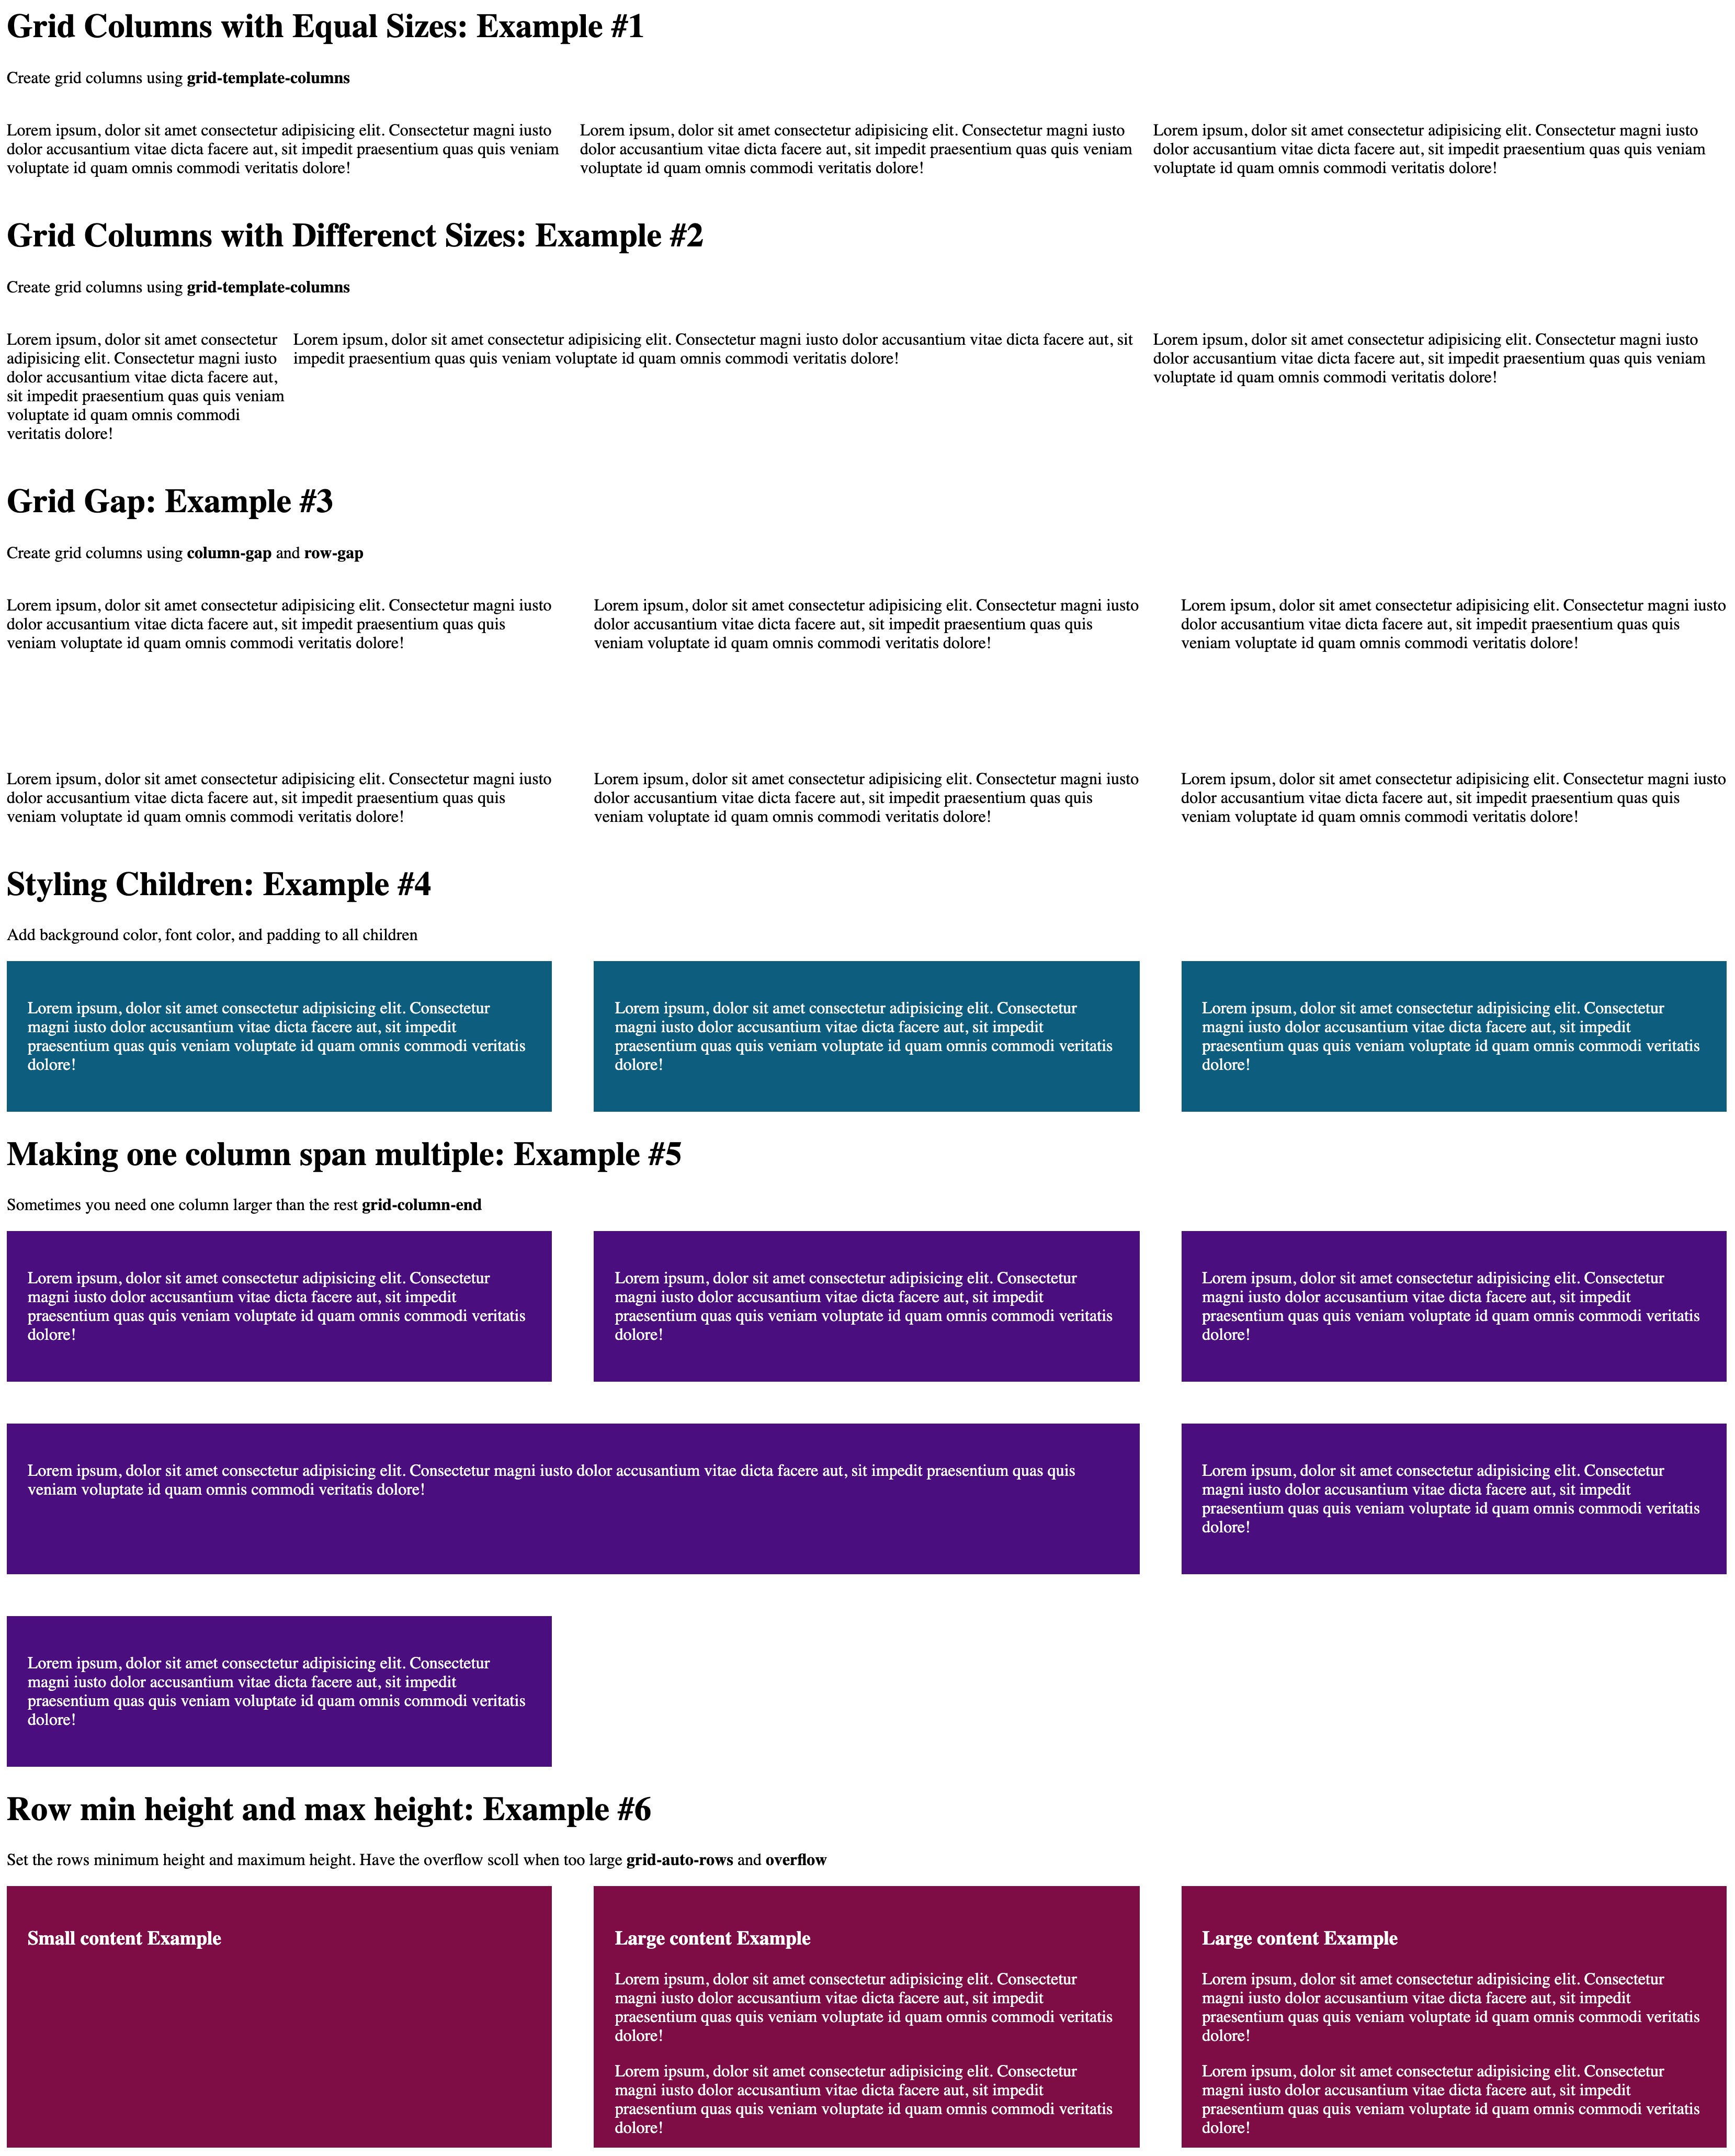 Grid Columns with Equal Sizes: Example #1
Create grid columns using grid-template-columns
Lorem ipsum, dolor sit amet consectetur adipisicing elit. Consectetur magni iusto
dolor accusantium vitae dicta facere aut, sit impedit praesentium quas quis veniam
voluptate id quam omnis commodi veritatis dolore!
Lorem ipsum, dolor sit amet consectetur adipisicing elit. Consectetur magni iusto
dolor accusantium vitae dicta facere aut, sit impedit praesentium quas quis veniam
voluptate id quam omnis commodi veritatis dolore!
Lorem ipsum, dolor sit amet consectetur adipisicing elit. Consectetur magni iusto
dolor accusantium vitae dicta facere aut, sit impedit praesentium quas quis veniam
voluptate id quam omnis commodi veritatis dolore!
Grid Columns with Differenct Sizes: Example #2
Create grid columns using grid-template-columns
Lorem ipsum, dolor sit amet consectetur
adipisicing elit. Consectetur magni iusto
dolor accusantium vitae dicta facere aut,
sit impedit praesentium quas quis veniam
voluptate id quam omnis commodi
veritatis dolore!
Lorem ipsum, dolor sit amet consectetur adipisicing elit. Consectetur magni iusto dolor accusantium vitae dicta facere aut, sit
impedit praesentium quas quis veniam voluptate id quam omnis commodi veritatis dolore!
Lorem ipsum, dolor sit amet consectetur adipisicing elit. Consectetur magni iusto
dolor accusantium vitae dicta facere aut, sit impedit praesentium quas quis veniam
voluptate id quam omnis commodi veritatis dolore!
Grid Gap: Example #3
Create grid columns using column-gap and row-gap
Lorem ipsum, dolor sit amet consectetur adipisicing elit. Consectetur magni iusto
dolor accusantium vitae dicta facere aut, sit impedit praesentium quas quis
veniam voluptate id quam omnis commodi veritatis dolore!
Lorem ipsum, dolor sit amet consectetur adipisicing elit. Consectetur magni iusto
dolor accusantium vitae dicta facere aut, sit impedit praesentium quas quis
veniam voluptate id quam omnis commodi veritatis dolore!
Lorem ipsum, dolor sit amet consectetur adipisicing elit. Consectetur magni iusto
dolor accusantium vitae dicta facere aut, sit impedit praesentium quas quis
veniam voluptate id quam omnis commodi veritatis dolore!
Lorem ipsum, dolor sit amet consectetur adipisicing elit. Consectetur magni iusto
dolor accusantium vitae dicta facere aut, sit impedit praesentium quas quis
veniam voluptate id quam omnis commodi veritatis dolore!
Lorem ipsum, dolor sit amet consectetur adipisicing elit. Consectetur magni iusto
dolor accusantium vitae dicta facere aut, sit impedit praesentium quas quis
veniam voluptate id quam omnis commodi veritatis dolore!
Lorem ipsum, dolor sit amet consectetur adipisicing elit. Consectetur magni iusto
dolor accusantium vitae dicta facere aut, sit impedit praesentium quas quis
veniam voluptate id quam omnis commodi veritatis dolore!
Styling Children: Example #4
Add background color, font color, and padding to all children
Lorem ipsum, dolor sit amet consectetur adipisicing elit. Consectetur
magni iusto dolor accusantium vitae dicta facere aut, sit impedit
praesentium quas quis veniam voluptate id quam omnis commodi veritatis
dolore!
Lorem ipsum, dolor sit amet consectetur adipisicing elit. Consectetur
magni iusto dolor accusantium vitae dicta facere aut, sit impedit
praesentium quas quis veniam voluptate id quam omnis commodi veritatis
dolore!
Lorem ipsum, dolor sit amet consectetur adipisicing elit. Consectetur
magni iusto dolor accusantium vitae dicta facere aut, sit impedit
praesentium quas quis veniam voluptate id quam omnis commodi veritatis
dolore!
Making one column span multiple: Example #5
Sometimes you need one column larger than the rest grid-column-end
Lorem ipsum, dolor sit amet consectetur adipisicing elit. Consectetur
magni iusto dolor accusantium vitae dicta facere aut, sit impedit
praesentium quas quis veniam voluptate id quam omnis commodi veritatis
dolore!
Lorem ipsum, dolor sit amet consectetur adipisicing elit. Consectetur
magni iusto dolor accusantium vitae dicta facere aut, sit impedit
praesentium quas quis veniam voluptate id quam omnis commodi veritatis
dolore!
Lorem ipsum, dolor sit amet consectetur adipisicing elit. Consectetur
magni iusto dolor accusantium vitae dicta facere aut, sit impedit
praesentium quas quis veniam voluptate id quam omnis commodi veritatis
dolore!
Lorem ipsum, dolor sit amet consectetur adipisicing elit. Consectetur magni iusto dolor accusantium vitae dicta facere aut, sit impedit praesentium quas quis
veniam voluptate id quam omnis commodi veritatis dolore!
Lorem ipsum, dolor sit amet consectetur adipisicing elit. Consectetur
magni iusto dolor accusantium vitae dicta facere aut, sit impedit
praesentium quas quis veniam voluptate id quam omnis commodi veritatis
dolore!
Lorem ipsum, dolor sit amet consectetur adipisicing elit. Consectetur
magni iusto dolor accusantium vitae dicta facere aut, sit impedit
praesentium quas quis veniam voluptate id quam omnis commodi veritatis
dolore!
Row min height and max height: Example #6
Set the rows minimum height and maximum height. Have the overflow scoll when too large grid-auto-rows and overflow
Small content Example
Large content Example
Lorem ipsum, dolor sit amet consectetur adipisicing elit. Consectetur
magni iusto dolor accusantium vitae dicta facere aut, sit impedit
praesentium quas quis veniam voluptate id quam omnis commodi veritatis
dolore!
Lorem ipsum, dolor sit amet consectetur adipisicing elit. Consectetur
magni iusto dolor accusantium vitae dicta facere aut, sit impedit
praesentium quas quis veniam voluptate id quam omnis commodi veritatis
dolore!
Large content Example
Lorem ipsum, dolor sit amet consectetur adipisicing elit. Consectetur
magni iusto dolor accusantium vitae dicta facere aut, sit impedit
praesentium quas quis veniam voluptate id quam omnis commodi veritatis
dolore!
Lorem ipsum, dolor sit amet consectetur adipisicing elit. Consectetur
magni iusto dolor accusantium vitae dicta facere aut, sit impedit
praesentium quas quis veniam voluptate id quam omnis commodi veritatis
dolore!